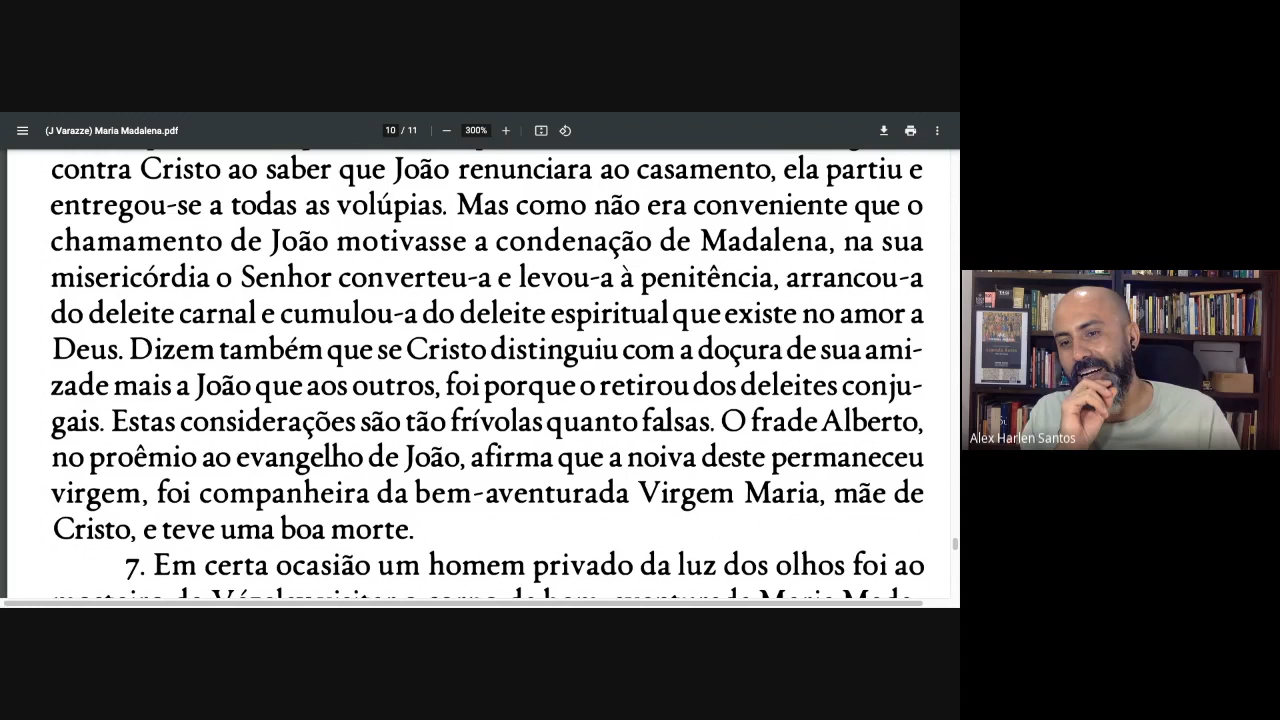 (J Varazze) Maria Madalena.pdf
10 / 11
300%
contra Cristo ao saber que João renunciara ao casamento, ela partiu e
entregou-se a todas as volúpias. Mas como não era conveniente que o
chamamento de João motivasse a condenação de Madalena, na sua
misericórdia o Senhor converteu-a e levou-a à penitência, arrancou-a
do deleite carnal e cumulou-a do deleite espiritual que existe no amor a
Deus. Dizem também que se Cristo distinguiu com a doçura de sua ami-
zade mais a João que aos outros, foi porque o retirou dos deleites conju-
gais. Estas considerações são tão frívolas quanto falsas. O frade Alberto,
no proêmio ao evangelho de João, afirma que a noiva deste permaneceu
virgem, foi companheira da bem-aventurada Virgem Maria, mãe de
Cristo, e teve uma boa morte.
7. Em certa ocasião um homem privado da luz dos olhos foi ao
Alex Harlen Santos